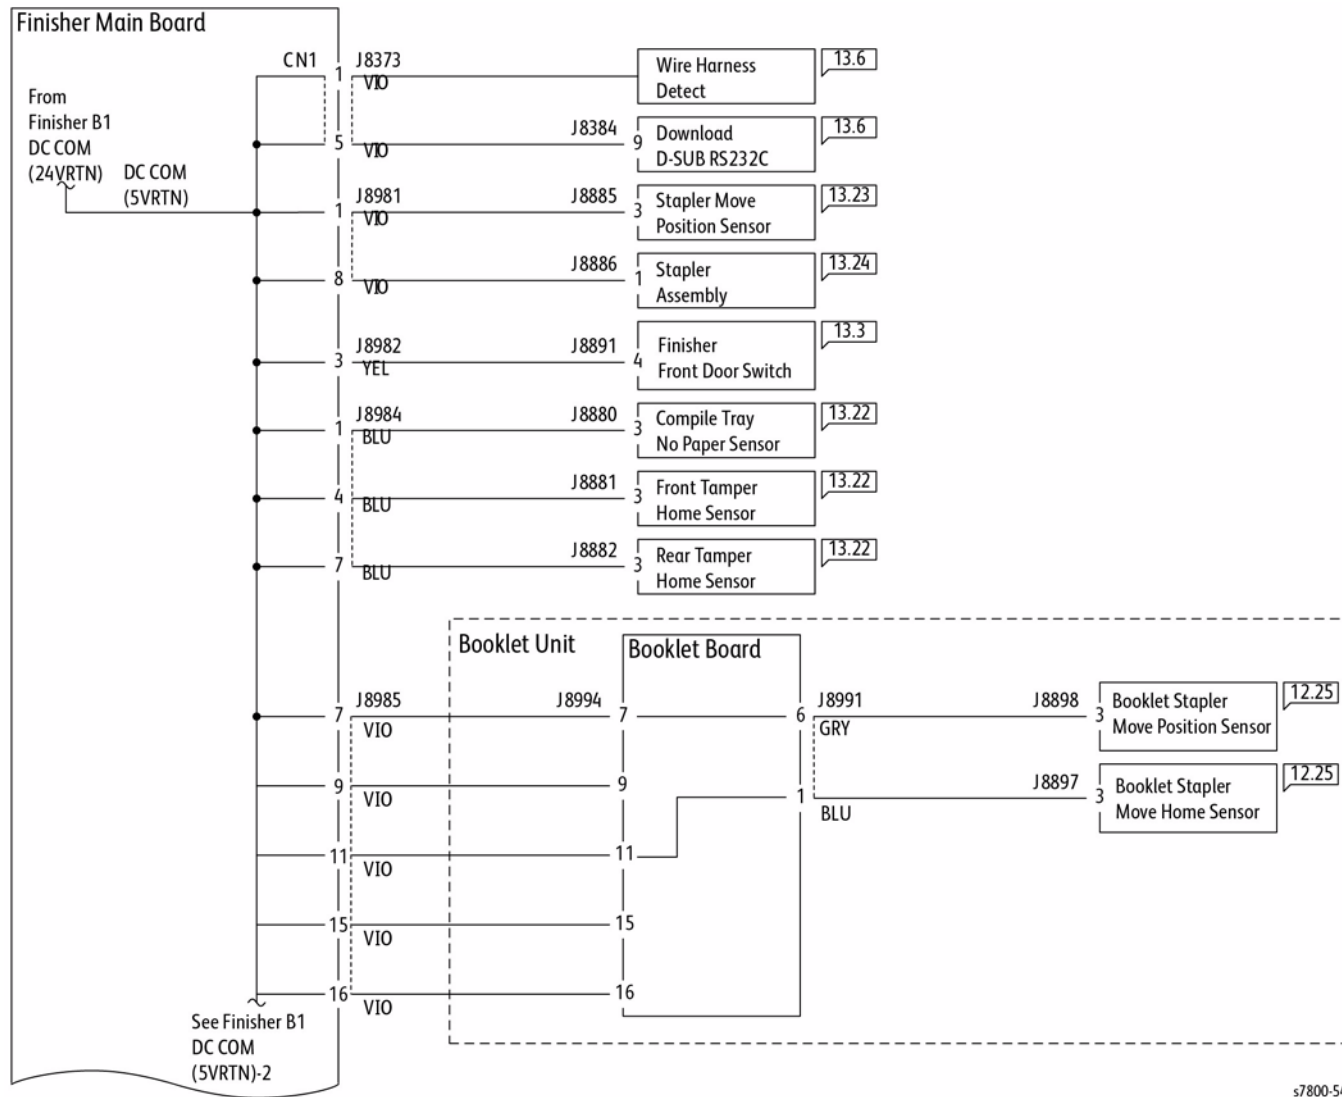 Finisher Main Board
CN1 1 J8373
VIO
Wire Harness
Detect
13.6
From
Finisher B1
DC COM
(24VRTN)
DC COM
(5VRTN)
5 VIO
J8384 9
Download
D-SUB RS232C
13.6
1 J8981
VIO
J8885 3
Stapler Move
Position Sensor
13.23
8 VIO
J8886 1
Stapler
Assembly
13.24
3 J8982
YEL
J8891 4
Finisher
Front Door Switch
13.3
1 J8984
BLU
J8880 3
Compile Tray
No Paper Sensor
13.22
4 BLU
J8881 3
Front Tamper
Home Sensor
13.22
7 BLU
J8882 3
Rear Tamper
Home Sensor
13.22
Booklet Unit
Booklet Board
7 J8985
VIO
J8994 7
6 J8991
GRY
J8898 3
Booklet Stapler
Move Position Sensor
12.25
9 VIO
9
1 BLU
J8897 3
Booklet Stapler
Move Home Sensor
12.25
11 VIO
11
15 VIO
15
16 VIO
16
See Finisher B1
DC COM
(5VRTN)-2